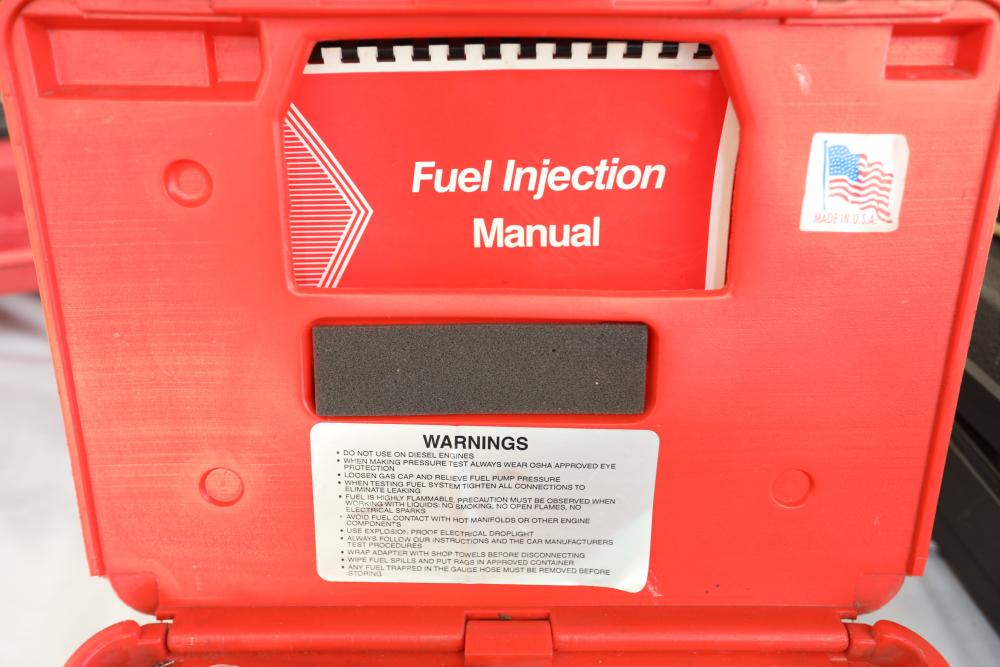 Fuel Injection
Manual
MADE IN U.S.A.
WARNINGS
• DO NOT USE ON DIESEL ENGINES
• WHEN MAKING PRESSURE TEST ALWAYS WEAR OSHA APPROVED EYE
PROTECTION
• LOOSEN GAS CAP AND RELIEVE FUEL PUMP PRESSURE
• WHEN TESTING FUEL SYSTEM TIGHTEN ALL CONNECTIONS TO
ELIMINATE LEAKING
• FUEL IS HIGHLY FLAMMABLE, PRECAUTION MUST BE OBSERVED WHEN
WORKING WITH LIQUIDS: NO SMOKING, NO OPEN FLAMES, NO
ELECTRICAL SPARKS
• AVOID FUEL CONTACT WITH HOT MANIFOLDS OR OTHER ENGINE
COMPONENTS
• USE EXPLOSION PROOF ELECTRICAL DROPLIGHT
• ALWAYS FOLLOW OUR INSTRUCTIONS AND THE CAR MANUFACTURERS
TEST PROCEDURES
• WRAP ADAPTER WITH SHOP TOWELS BEFORE DISCONNECTING
• WIPE FUEL SPILLS AND PUT RAGS IN APPROVED CONTAINER
• ANY FUEL TRAPPED IN THE GAUGE HOSE MUST BE REMOVED BEFORE
STORING